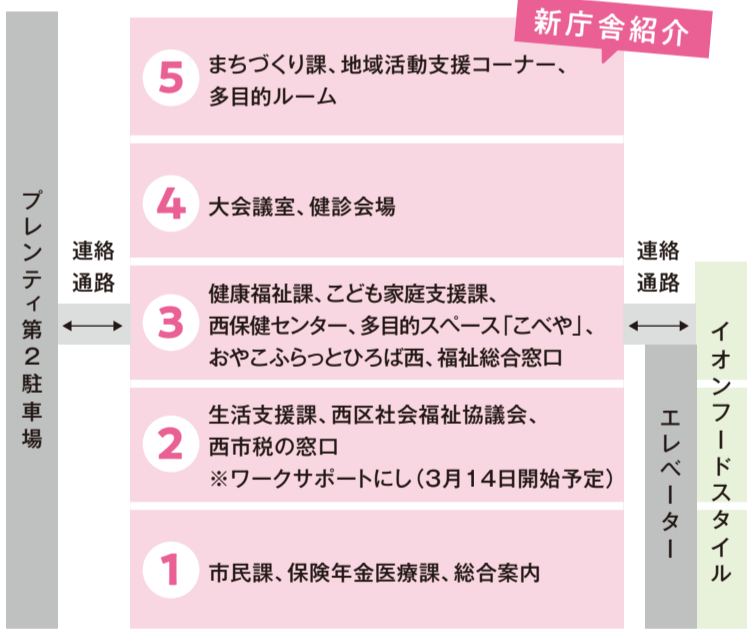 新庁舎紹介
5
まちづくり課、地域活動支援コーナー、
多目的ルーム
4
大会議室、健診会場
プレンティ第2駐車場
連絡
通路
3
健康福祉課、こども家庭支援課、
西保健センター、多目的スペース「こべや」、
おやこふらっとひろば西、福祉総合窓口
連絡
通路
イオンフードスタイル
エレベーター
2
生活支援課、西区社会福祉協議会、
西市税の窓口
※ワークサポートにし(3月14日開始予定)
1
市民課、保険年金医療課、総合案内